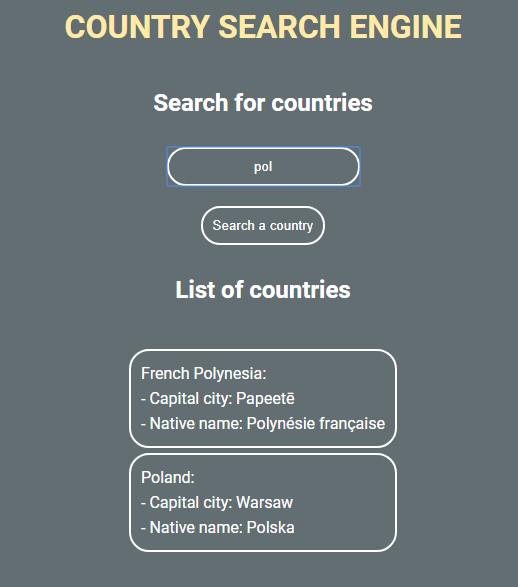 COUNTRY SEARCH ENGINE
Search for countries
pol
Search a country
List of countries
French Polynesia:
- Capital city: Papeetē
- Native name: Polynésie française
Poland:
- Capital city: Warsaw
- Native name: Polska